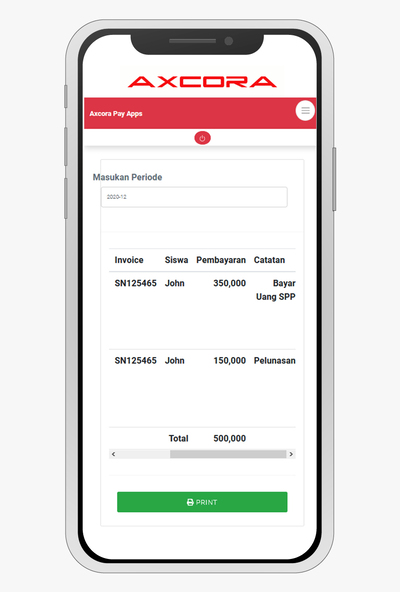 AXCORA
Axcora Pay Apps
Masukan Periode
2020-12
Invoice Siswa Pembayaran Catatan
SN125465 John 350,000 Bayar
Uang SPP
SN125465 John 150,000 Pelunasan
Total 500,000
PRINT